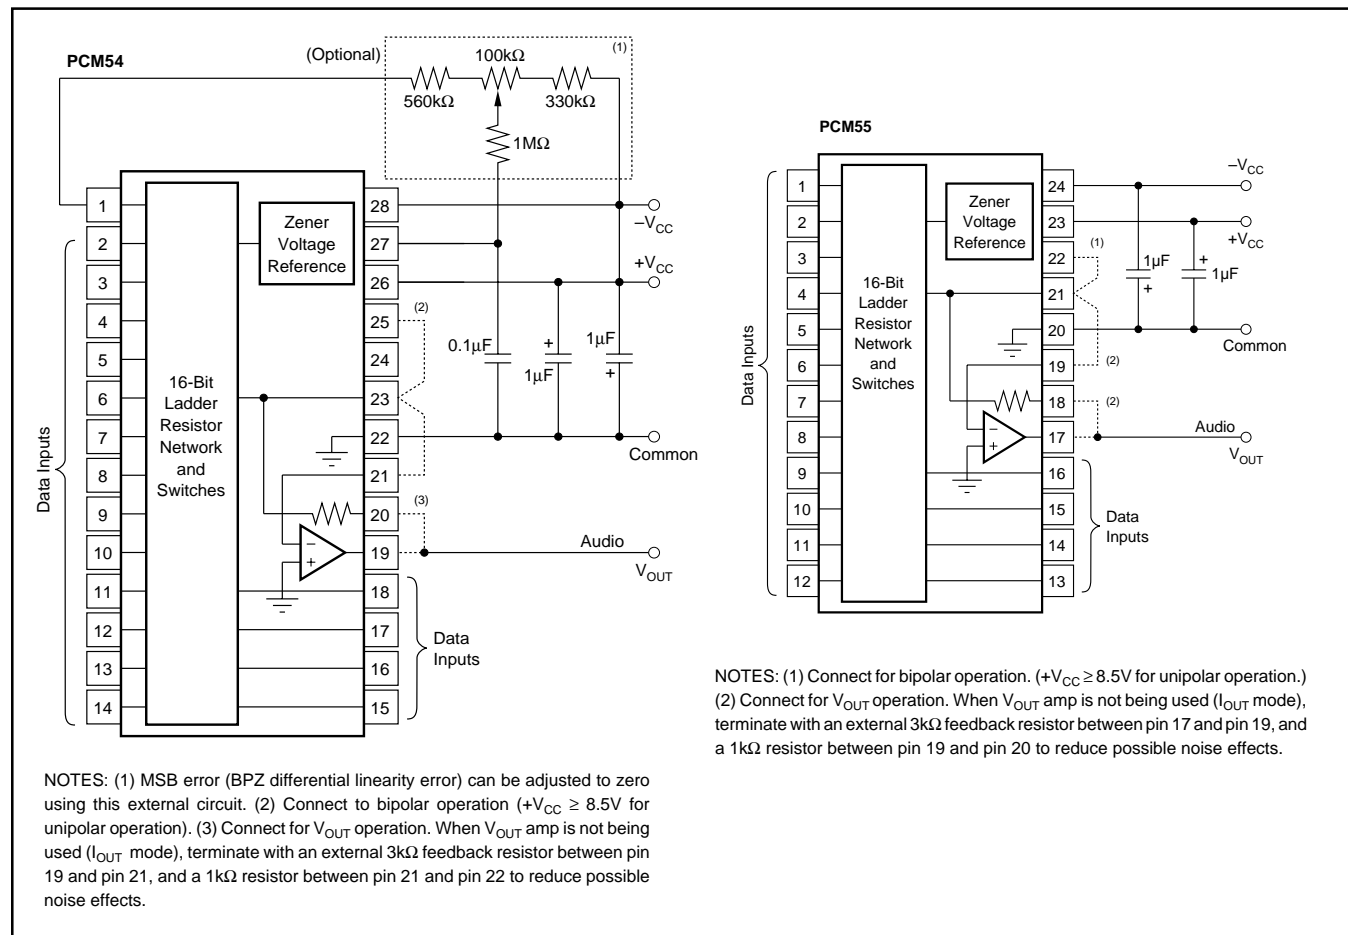 PCM54
(Optional)
(1)
100kΩ
560kΩ
330kΩ
1MΩ
1
2
3
4
5
6
7
8
9
10
11
12
13
14
Data Inputs
16-Bit
Ladder
Resistor
Network
and
Switches
Zener
Voltage
Reference
28
27
26
25
24
23
22
21
20
19
18
17
16
15
–VCC
+VCC
(2)
0.1µF
1µF
+
1µF
+
Common
(3)
–
+
Audio
VOUT
Data
Inputs
NOTES: (1) MSB error (BPZ differential linearity error) can be adjusted to zero
using this external circuit. (2) Connect to bipolar operation (+VCC ≥ 8.5V for
unipolar operation). (3) Connect for VOUT operation. When VOUT amp is not being
used (IOUT mode), terminate with an external 3kΩ feedback resistor between pin
19 and pin 21, and a 1kΩ resistor between pin 21 and pin 22 to reduce possible
noise effects.
PCM55
1
2
3
4
5
6
7
8
9
10
11
12
Data Inputs
16-Bit
Ladder
Resistor
Network
and
Switches
Zener
Voltage
Reference
24
23
22
21
20
19
18
17
16
15
14
13
–VCC
+VCC
(1)
1µF
+
+
1µF
Common
(2)
(2)
–
+
Audio
VOUT
Data
Inputs
NOTES: (1) Connect for bipolar operation. (+VCC ≥ 8.5V for unipolar operation.)
(2) Connect for VOUT operation. When VOUT amp is not being used (IOUT mode),
terminate with an external 3kΩ feedback resistor between pin 17 and pin 19, and
a 1kΩ resistor between pin 19 and pin 20 to reduce possible noise effects.